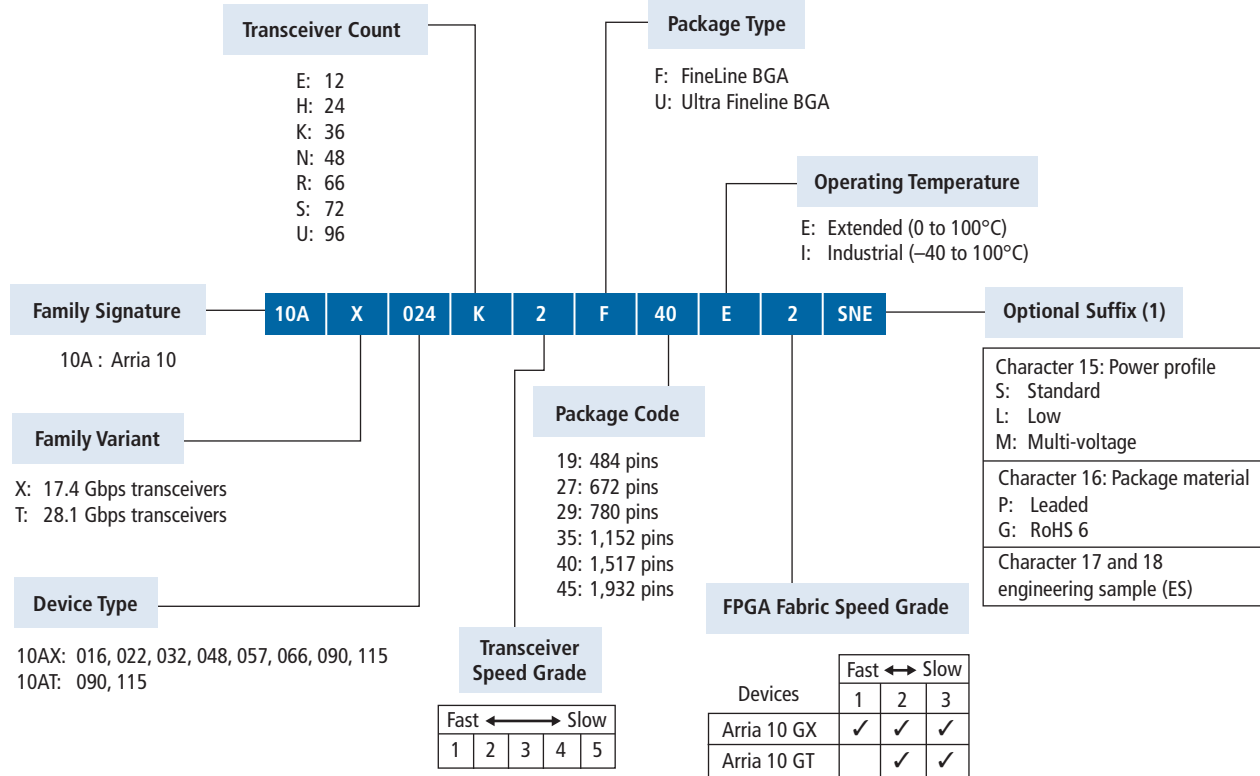 Transceiver Count
E: 12
H: 24
K: 36
N: 48
R: 66
S: 72
U: 96
Package Type
F: FineLine BGA
U: Ultra Fineline BGA
Operating Temperature
E: Extended (0 to 100°C)
I: Industrial (–40 to 100°C)
Family Signature
10A : Arria 10
10A X 024 K 2 F 40 E 2 SNE
Optional Suffix (1)
Character 15: Power profile
S: Standard
L: Low
M: Multi-voltage
Character 16: Package material
P: Leaded
G: RoHS 6
Character 17 and 18
engineering sample (ES)
Family Variant
X: 17.4 Gbps transceivers
T: 28.1 Gbps transceivers
Package Code
19: 484 pins
27: 672 pins
29: 780 pins
35: 1,152 pins
40: 1,517 pins
45: 1,932 pins
Device Type
10AX: 016, 022, 032, 048, 057, 066, 090, 115
10AT: 090, 115
Transceiver
Speed Grade
Fast ↔ Slow
1 2 3 4 5
FPGA Fabric Speed Grade
Fast ↔ Slow
Devices 1 2 3
Arria 10 GX ✓ ✓ ✓
Arria 10 GT ✓ ✓